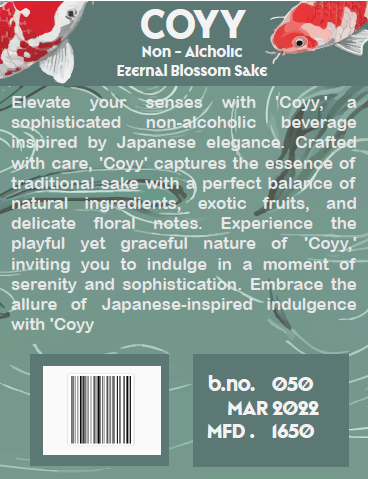 COYY
Non - Alcholic
Ezernal Blossom Sake
Elevate your senses with 'Coyy,' a
sophisticated non-alcoholic beverage
inspired by Japanese elegance. Crafted
with care, 'Coyy' captures the essence of
traditional sake with a perfect balance of
natural ingredients, exotic fruits, and
delicate floral notes. Experience the
playful yet graceful nature of 'Coyy,'
inviting you to indulge in a moment of
serenity and sophistication. Embrace the
allure of Japanese-inspired indulgence
with 'Coyy
b.no. 050
MAR 2022
MFD . 1650